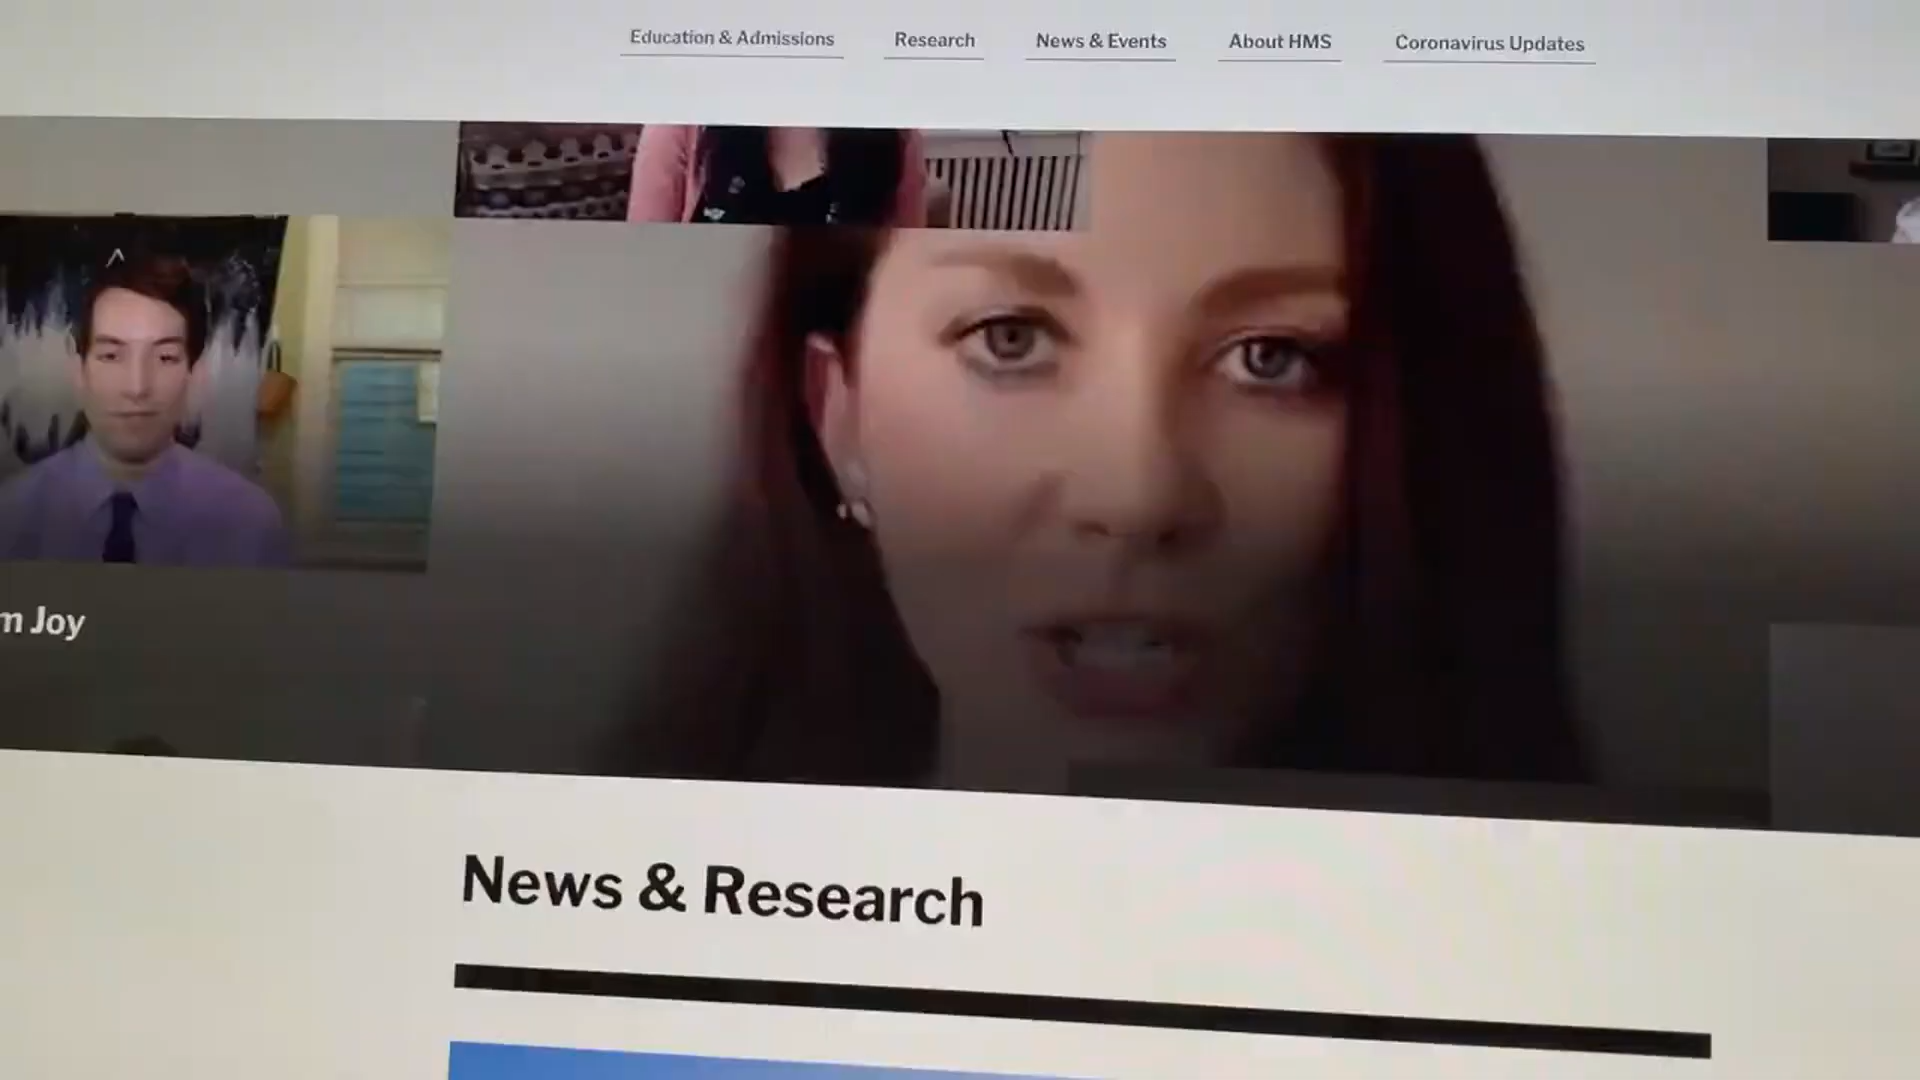 Education & Admissions
Research
News & Events
About HMS
Coronavirus Updates
m Joy
News & Research